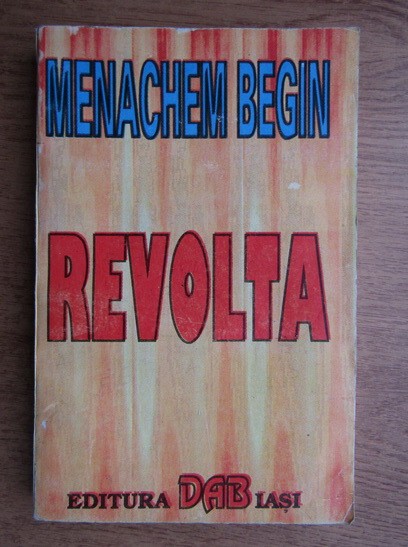 MENACHEM BEGIN
REVOLTA
EDITURA DAB IAȘI